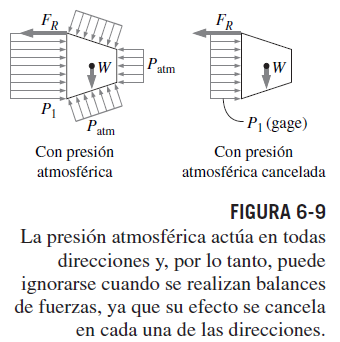 F_R
W
P_atm
P_1
P_atm
Con presión
atmosférica
F_R
W
P_1 (gage)
Con presión
atmosférica cancelada
FIGURA 6-9
La presión atmosférica actúa en todas
direcciones y, por lo tanto, puede
ignorarse cuando se realizan balances
de fuerzas, ya que su efecto se cancela
en cada una de las direcciones.